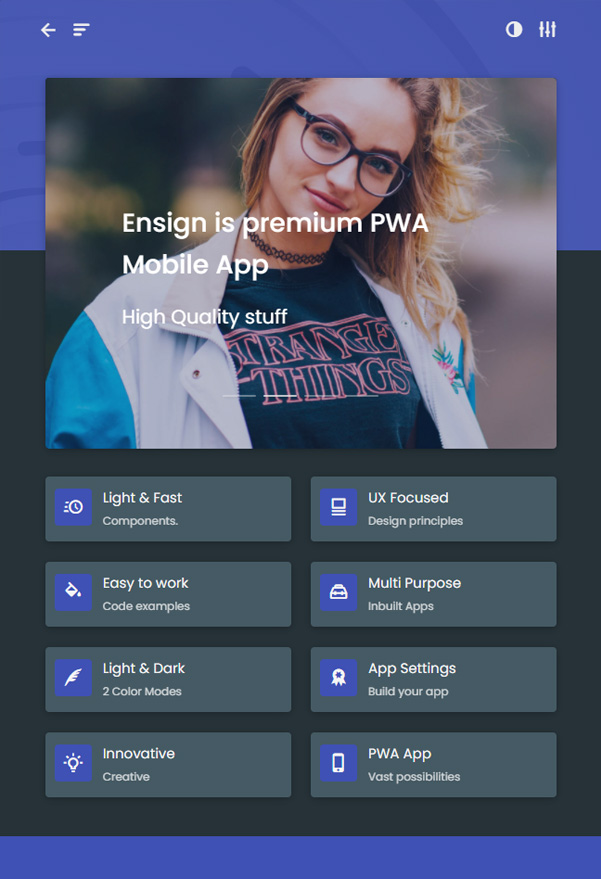 Ensign is premium PWA
Mobile App
High Quality stuff
STRANGE
THINGS
Light & Fast
Components.
UX Focused
Design principles
Easy to work
Code examples
Multi Purpose
Inbuilt Apps
Light & Dark
2 Color Modes
App Settings
Build your app
Innovative
Creative
PWA App
Vast possibilities